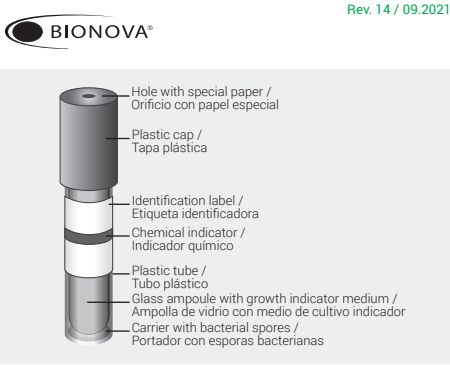 Rev. 14 / 09.2021
BIONOVA®
Hole with special paper /
Orificio con papel especial
Plastic cap /
Tapa plástica
Identification label /
Etiqueta identificadora
Chemical indicator /
Indicador químico
Plastic tube /
Tubo plástico
Glass ampoule with growth indicator medium /
Ampolla de vidrio con medio de cultivo indicador
Carrier with bacterial spores /
Portador con esporas bacterianas